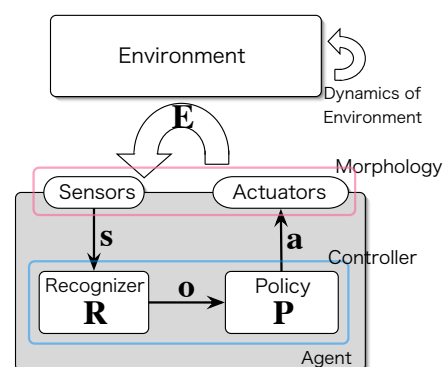 Environment
Dynamics of
Environment
E
Morphology
Sensors
Actuators
s
a
Controller
Recognizer
R
o
Policy
P
Agent